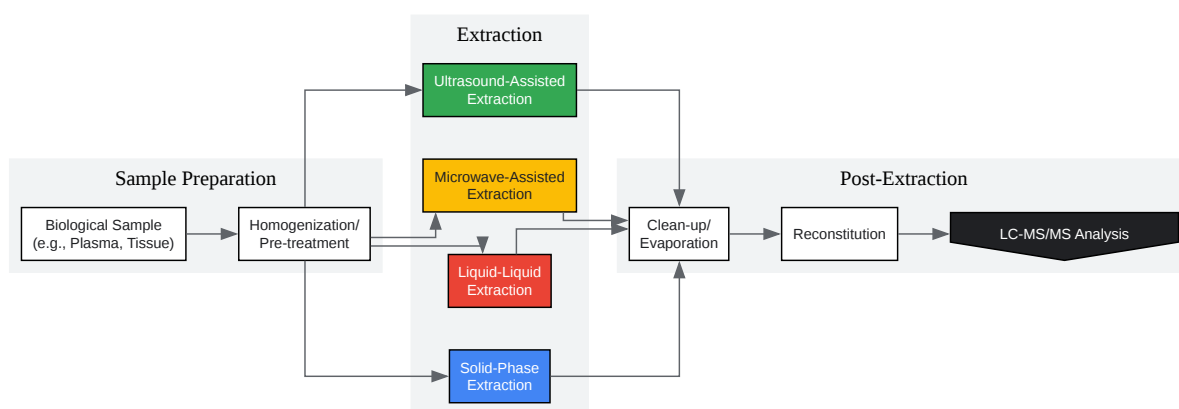 Extraction
Ultrasound-Assisted
Extraction
Microwave-Assisted
Extraction
Sample Preparation
Post-Extraction
Biological Sample
(e.g., Plasma, Tissue)
Homogenization/
Pre-treatment
Clean-up/
Evaporation
Reconstitution
LC-MS/MS Analysis
Liquid-Liquid
Extraction
Solid-Phase
Extraction